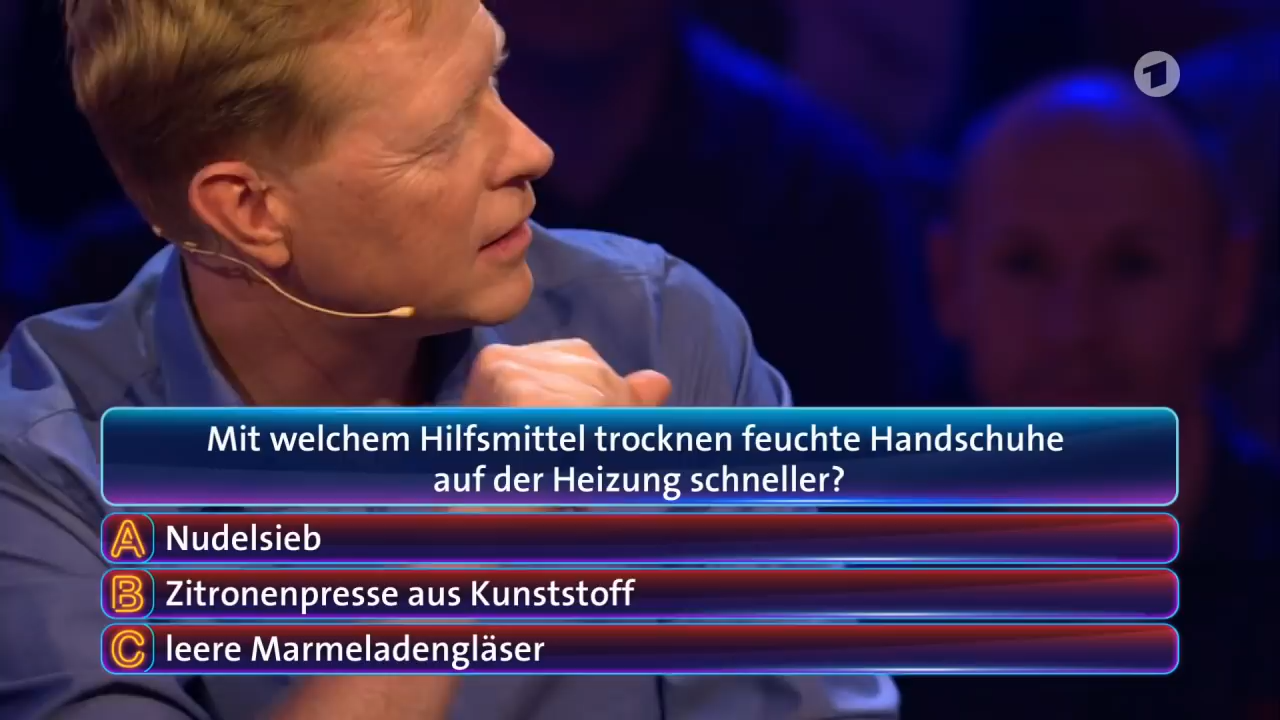 Mit welchem Hilfsmittel trocknen feuchte Handschuhe
auf der Heizung schneller?
A Nudelsieb
B Zitronenpresse aus Kunststoff
C leere Marmeladengläser